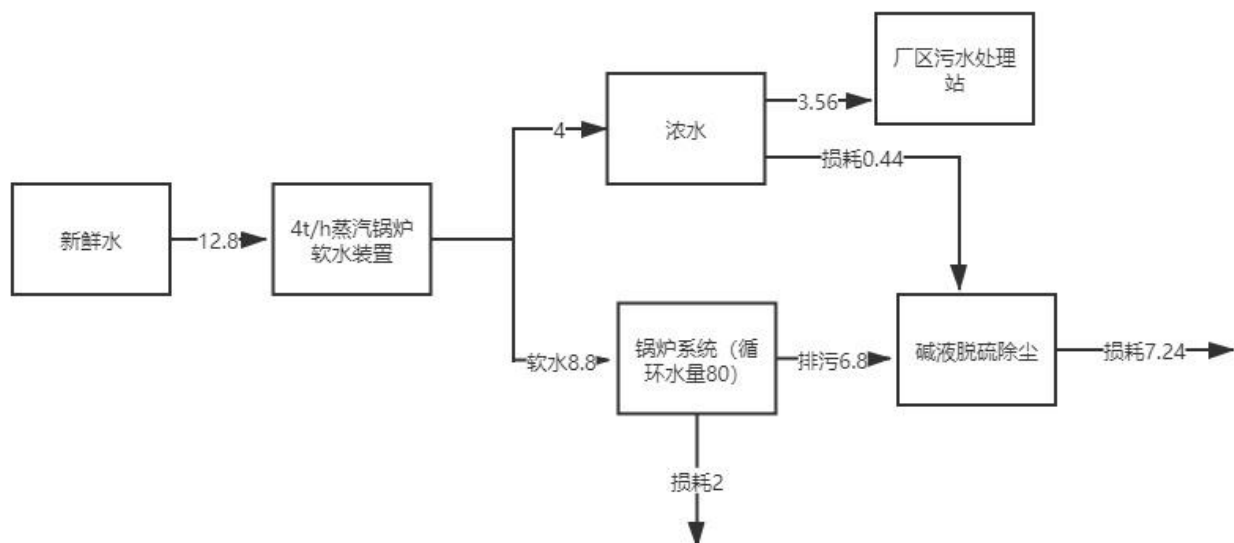 厂区污水处理
站
3.56
4
浓水
损耗0.44
新鲜水
12.8
4t/h蒸汽锅炉
软水装置
软水8.8
锅炉系统（循
环水量80）
排污6.8
碱液脱硫除尘
损耗7.24
损耗2